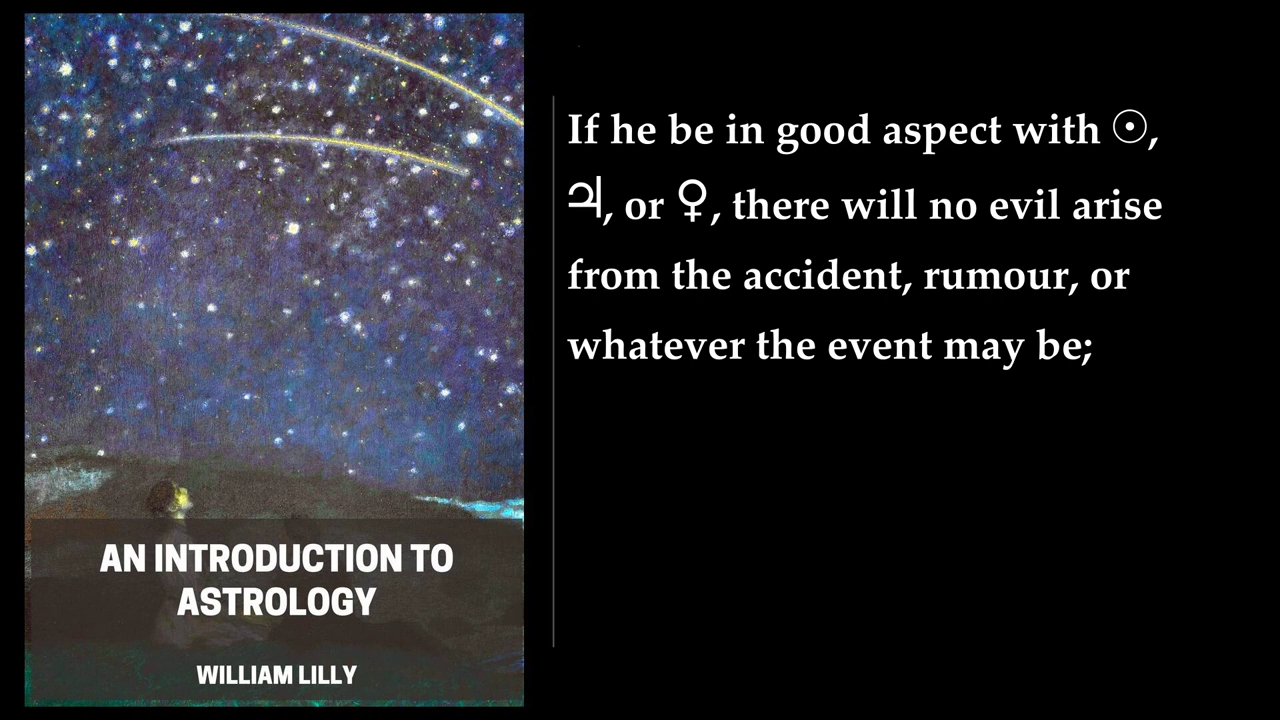 AN INTRODUCTION TO
ASTROLOGY
WILLIAM LILLY
If he be in good aspect with ☉,
♃, or ♀, there will no evil arise
from the accident, rumour, or
whatever the event may be;